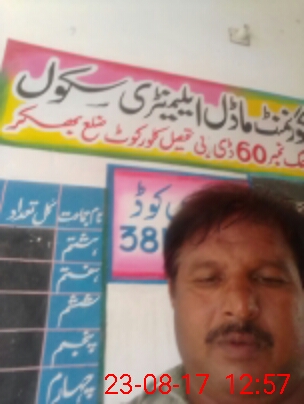 گورنمنٹ ماڈل ایلیمنٹری سکول
چک نمبر 60 ڈی بی تحصیل کلورکوٹ ضلع بھکر
کوڈ
38
نام جماعت کل تعداد
ہشتم
ہفتم
ششم
پنجم
چہارم
23-08-17 12:57